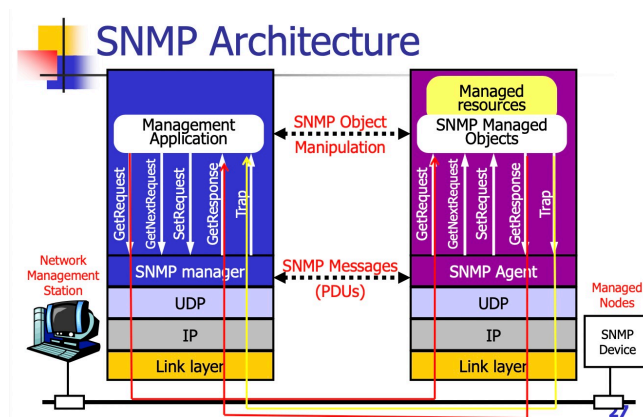 SNMP Architecture
Management
Application
GetRequest
GetNextRequest
SetRequest
GetResponse
Trap
SNMP manager
UDP
IP
Link layer
Network
Management
Station
SNMP Object
Manipulation
SNMP Messages
(PDUs)
Managed
resources
SNMP Managed
Objects
GetRequest
GetNextRequest
SetRequest
GetResponse
Trap
SNMP Agent
UDP
IP
Link layer
Managed
Nodes
SNMP
Device
27